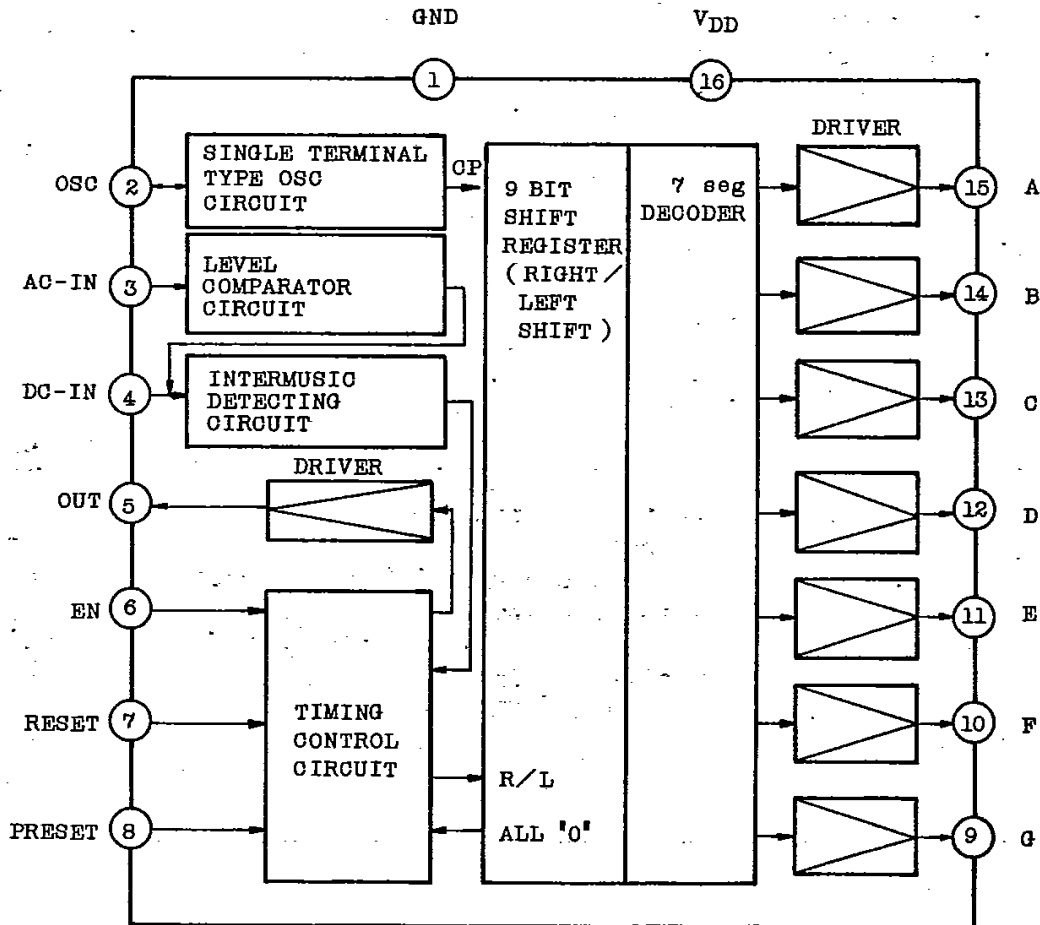 GND
VDD
1
16
OSC
2
SINGLE TERMINAL
TYPE OSC
CIRCUIT
CP
AC-IN
3
LEVEL
COMPARATOR
CIRCUIT
DC-IN
4
INTERMUSIC
DETECTING
CIRCUIT
OUT
5
DRIVER
EN
6
RESET
7
PRESET
8
TIMING
CONTROL
CIRCUIT
9 BIT
SHIFT
REGISTER
(RIGHT/
LEFT
SHIFT)
R/L
ALL "0"
7 seg
DECODER
DRIVER
15
A
14
B
13
C
12
D
11
E
10
F
9
G